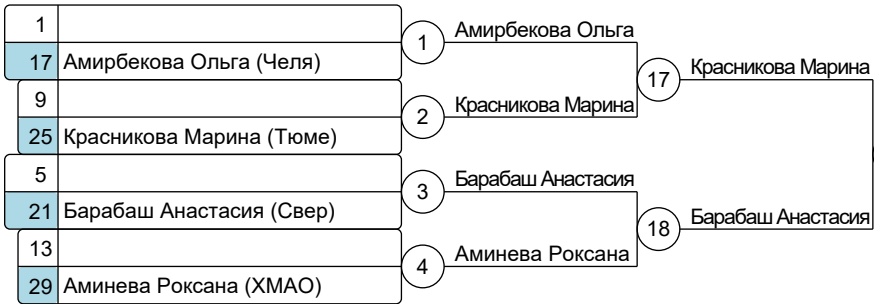 1
17 Амирбекова Ольга (Челя)
9
25 Красникова Марина (Тюме)
5
21 Барабаш Анастасия (Свер)
13
29 Аминева Роксана (ХМАО)
1 Амирбекова Ольга
2 Красникова Марина
3 Барабаш Анастасия
4 Аминева Роксана
17 Красникова Марина
18 Барабаш Анастасия